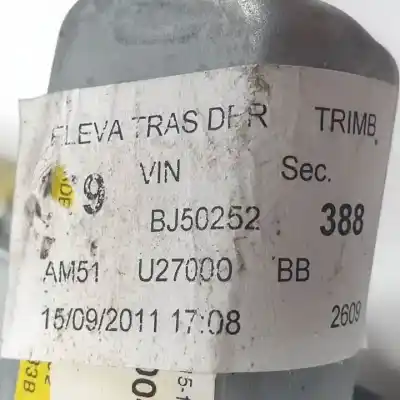 ELEVA TRAS DER TRIMB
9 VIN Sec.
BJ50252 388
AM51 U27000 BB
15/09/2011 17:08 2609